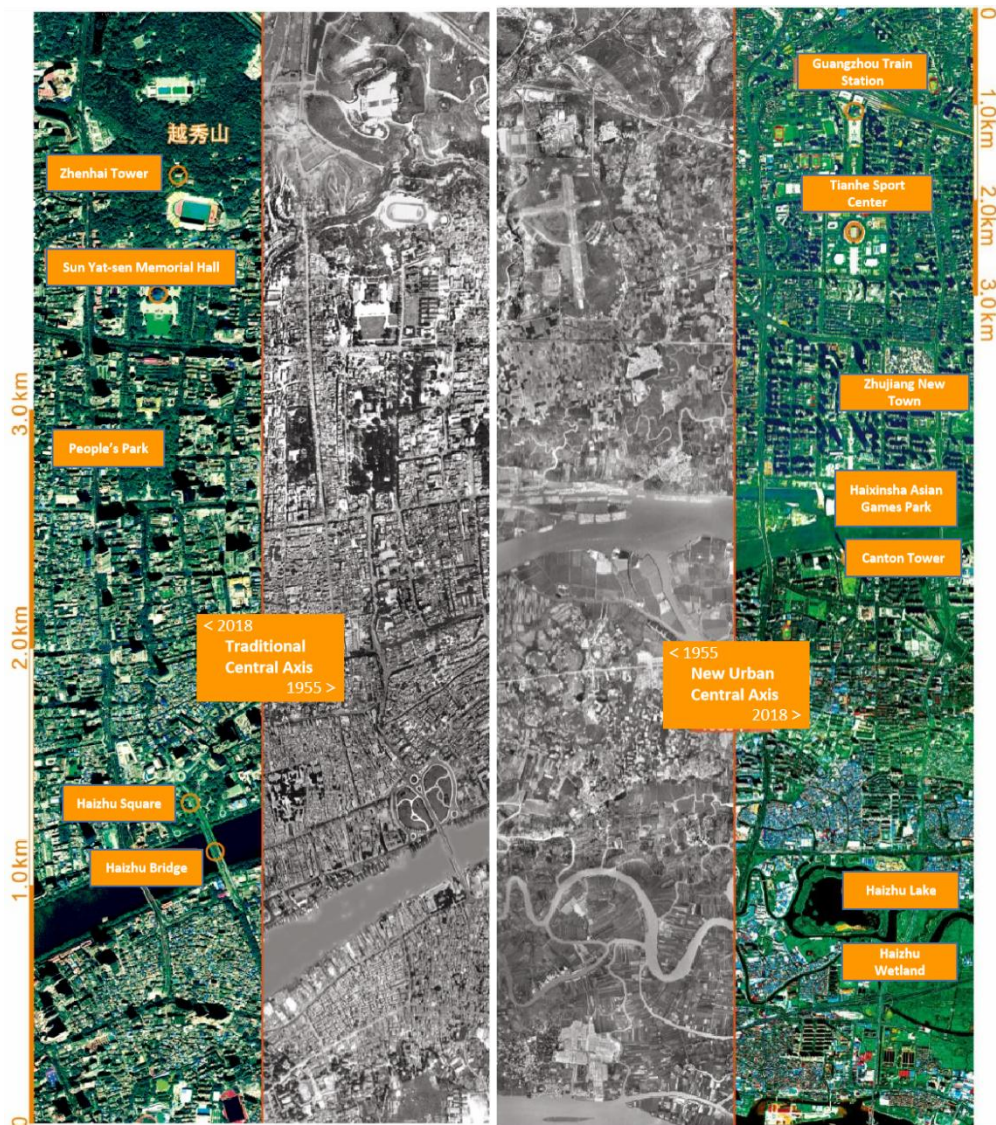 越秀山
Zhenhai Tower
Sun Yat-sen Memorial Hall
People's Park
< 2018
Traditional
Central Axis
1955 >
Haizhu Square
Haizhu Bridge
3.0km
2.0km
1.0km
0
Guangzhou Train
Station
Tianhe Sport
Center
Zhujiang New
Town
Haixinsha Asian
Games Park
Canton Tower
< 1955
New Urban
Central Axis
2018 >
Haizhu Lake
Haizhu
Wetland
0
1.0km
2.0km
3.0km